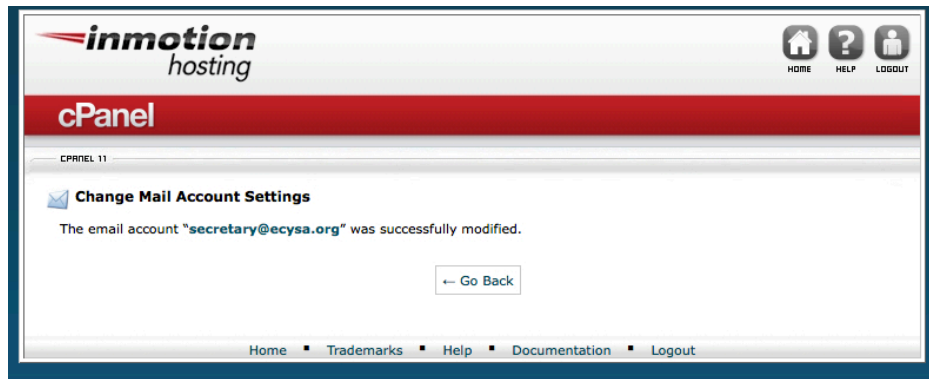 inmotion
hosting
HOME HELP LOGOUT
cPanel
CPANEL 11
Change Mail Account Settings
The email account “secretary@ecysa.org” was successfully modified.
← Go Back
Home ▪ Trademarks ▪ Help ▪ Documentation ▪ Logout